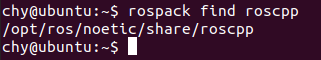 chy@ubuntu:~$ rospack find roscpp
/opt/ros/noetic/share/roscpp
chy@ubuntu:~$